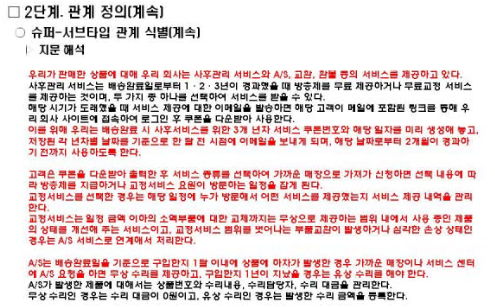 □ 2단계. 관계 정의(계속)
○ 슈퍼-서브타입 관계 식별(계속)
지문 해석
우리가 판매한 상품에 대해 우리 회사는 사후관리 서비스와 A/S, 교환, 환불 등의 서비스를 제공하고 있다.
사후관리 서비스는 배송완료일로부터 1·2·3년이 경과했을 때 방충제를 무료 제공하거나 무료교정 서비스
를 제공하는 것이며, 두 가지 중 하나를 선택하여 서비스를 받을 수 있다.
해당 시기가 도래했을 때 서비스 제공에 대한 이메일을 발송하면 해당 고객이 메일에 포함된 링크를 통해 우
리 회사 사이트에 접속하여 로그인 후 쿠폰을 다운받아 사용한다.
이를 위해 우리는 배송완료 시 사후서비스를 위한 3개 년차 서비스 쿠폰번호와 해당 일자를 미리 생성해 놓고,
저장된 각 년차별 날짜를 기준으로 한 달 전 시점에 이메일을 보내게 되며, 해당 날짜로부터 2개월이 경과하
기 전까지 사용하도록 한다.
고객은 쿠폰을 다운받아 출력한 후 서비스 종류를 선택하여 가까운 매장으로 가져가 신청하면 선택 내용에 따
라 방충제를 지급하거나 교정서비스 요원이 방문하는 일정을 잡게 된다.
교정서비스를 선택한 경우는 해당 일정에 누가 방문해서 어떤 서비스를 제공했는지 서비스 제공 내역을 관리
한다.
교정서비스는 일정 금액 이하의 소액부품에 대한 교체까지는 무상으로 제공하는 범위 내에서 사용 중인 제품
의 상태를 개선해 주는 서비스이고, 교정서비스 범위를 벗어나는 부품교환이 발생하거나 심각한 손상 상태인
경우는 A/S 서비스로 연계해서 처리한다.
A/S는 배송완료일을 기준으로 구입한지 1달 이내에 상품에 하자가 발생한 경우 가까운 매장이나 서비스 센터
에 A/S 요청을 하면 무상 수리를 제공하고, 구입한지 1년이 지났을 경우는 유상 수리를 해야 한다.
A/S가 발생한 제품에 대해서는 상품번호와 수리내용, 수리담당자, 수리 대금을 관리한다.
무상 수리인 경우는 수리 대금이 0원이고, 유상 수리인 경우는 발생한 수리 금액을 등록한다.